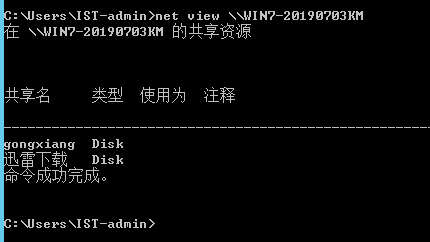 C:\Users\IST-admin>net view \\WIN7-20190703KM
在 \\WIN7-20190703KM 的共享资源
共享名 类型 使用为 注释
-------------------------------------------------------------------------------
gongxiang Disk
迅雷下载 Disk
命令成功完成。
C:\Users\IST-admin>